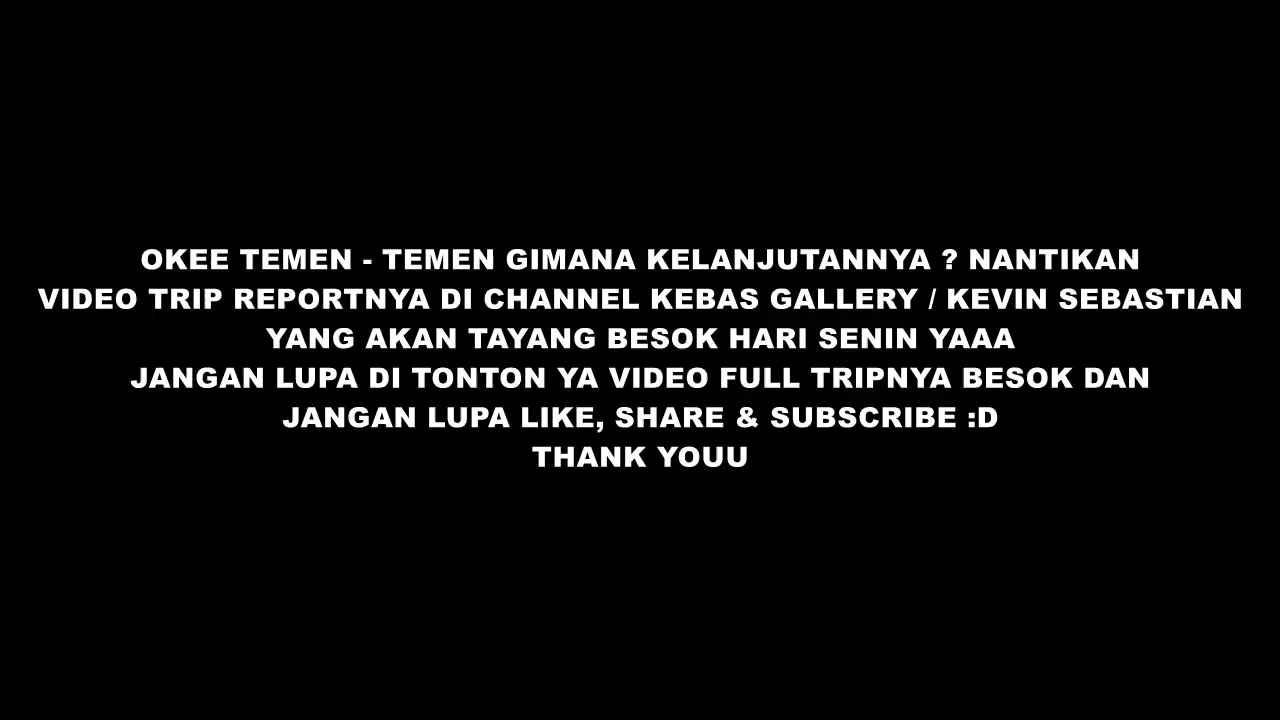 OKEE TEMEN - TEMEN GIMANA KELANJUTANNYA ? NANTIKAN
VIDEO TRIP REPORTNYA DI CHANNEL KEBAS GALLERY / KEVIN SEBASTIAN
YANG AKAN TAYANG BESOK HARI SENIN YAAA
JANGAN LUPA DI TONTON YA VIDEO FULL TRIPNYA BESOK DAN
JANGAN LUPA LIKE, SHARE & SUBSCRIBE :D
THANK YOUU